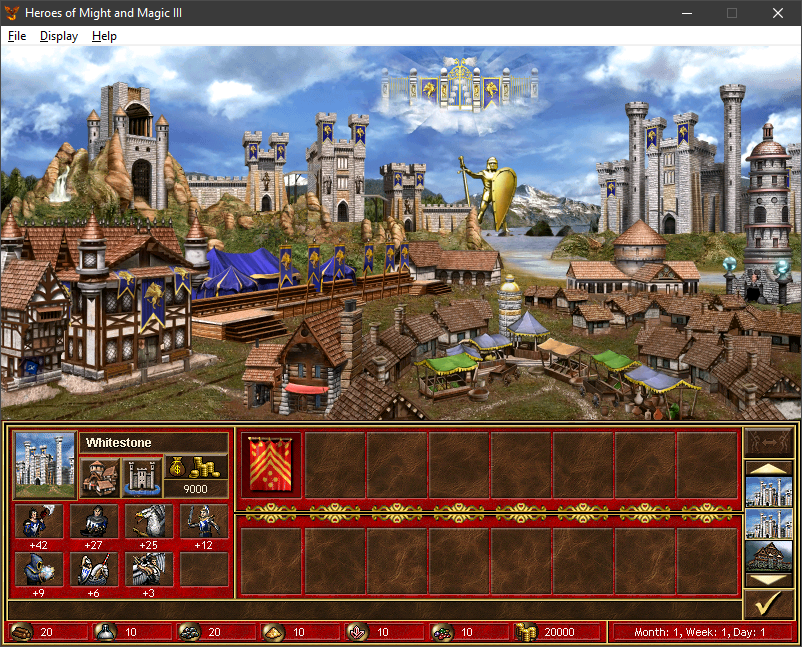 Heroes of Might and Magic III
File Display Help
Whitestone
9000
+42 +27 +25 +12
+9 +6 +3
20 10 20 10 10 10 20000 Month: 1, Week: 1, Day: 1